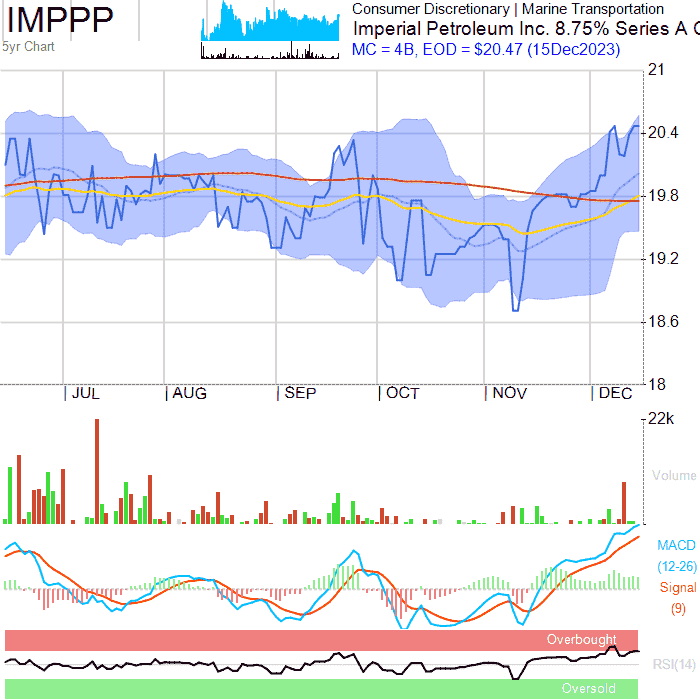 IMPPP
5yr Chart
Consumer Discretionary | Marine Transportation
Imperial Petroleum Inc. 8.75% Series A C
MC = 4B, EOD = $20.47 (15Dec2023)
21
20.4
19.8
19.2
18.6
18
JUL AUG SEP OCT NOV DEC
22k
Volume
MACD
(12-26)
Signal
(9)
Overbought
RSI(14)
Oversold